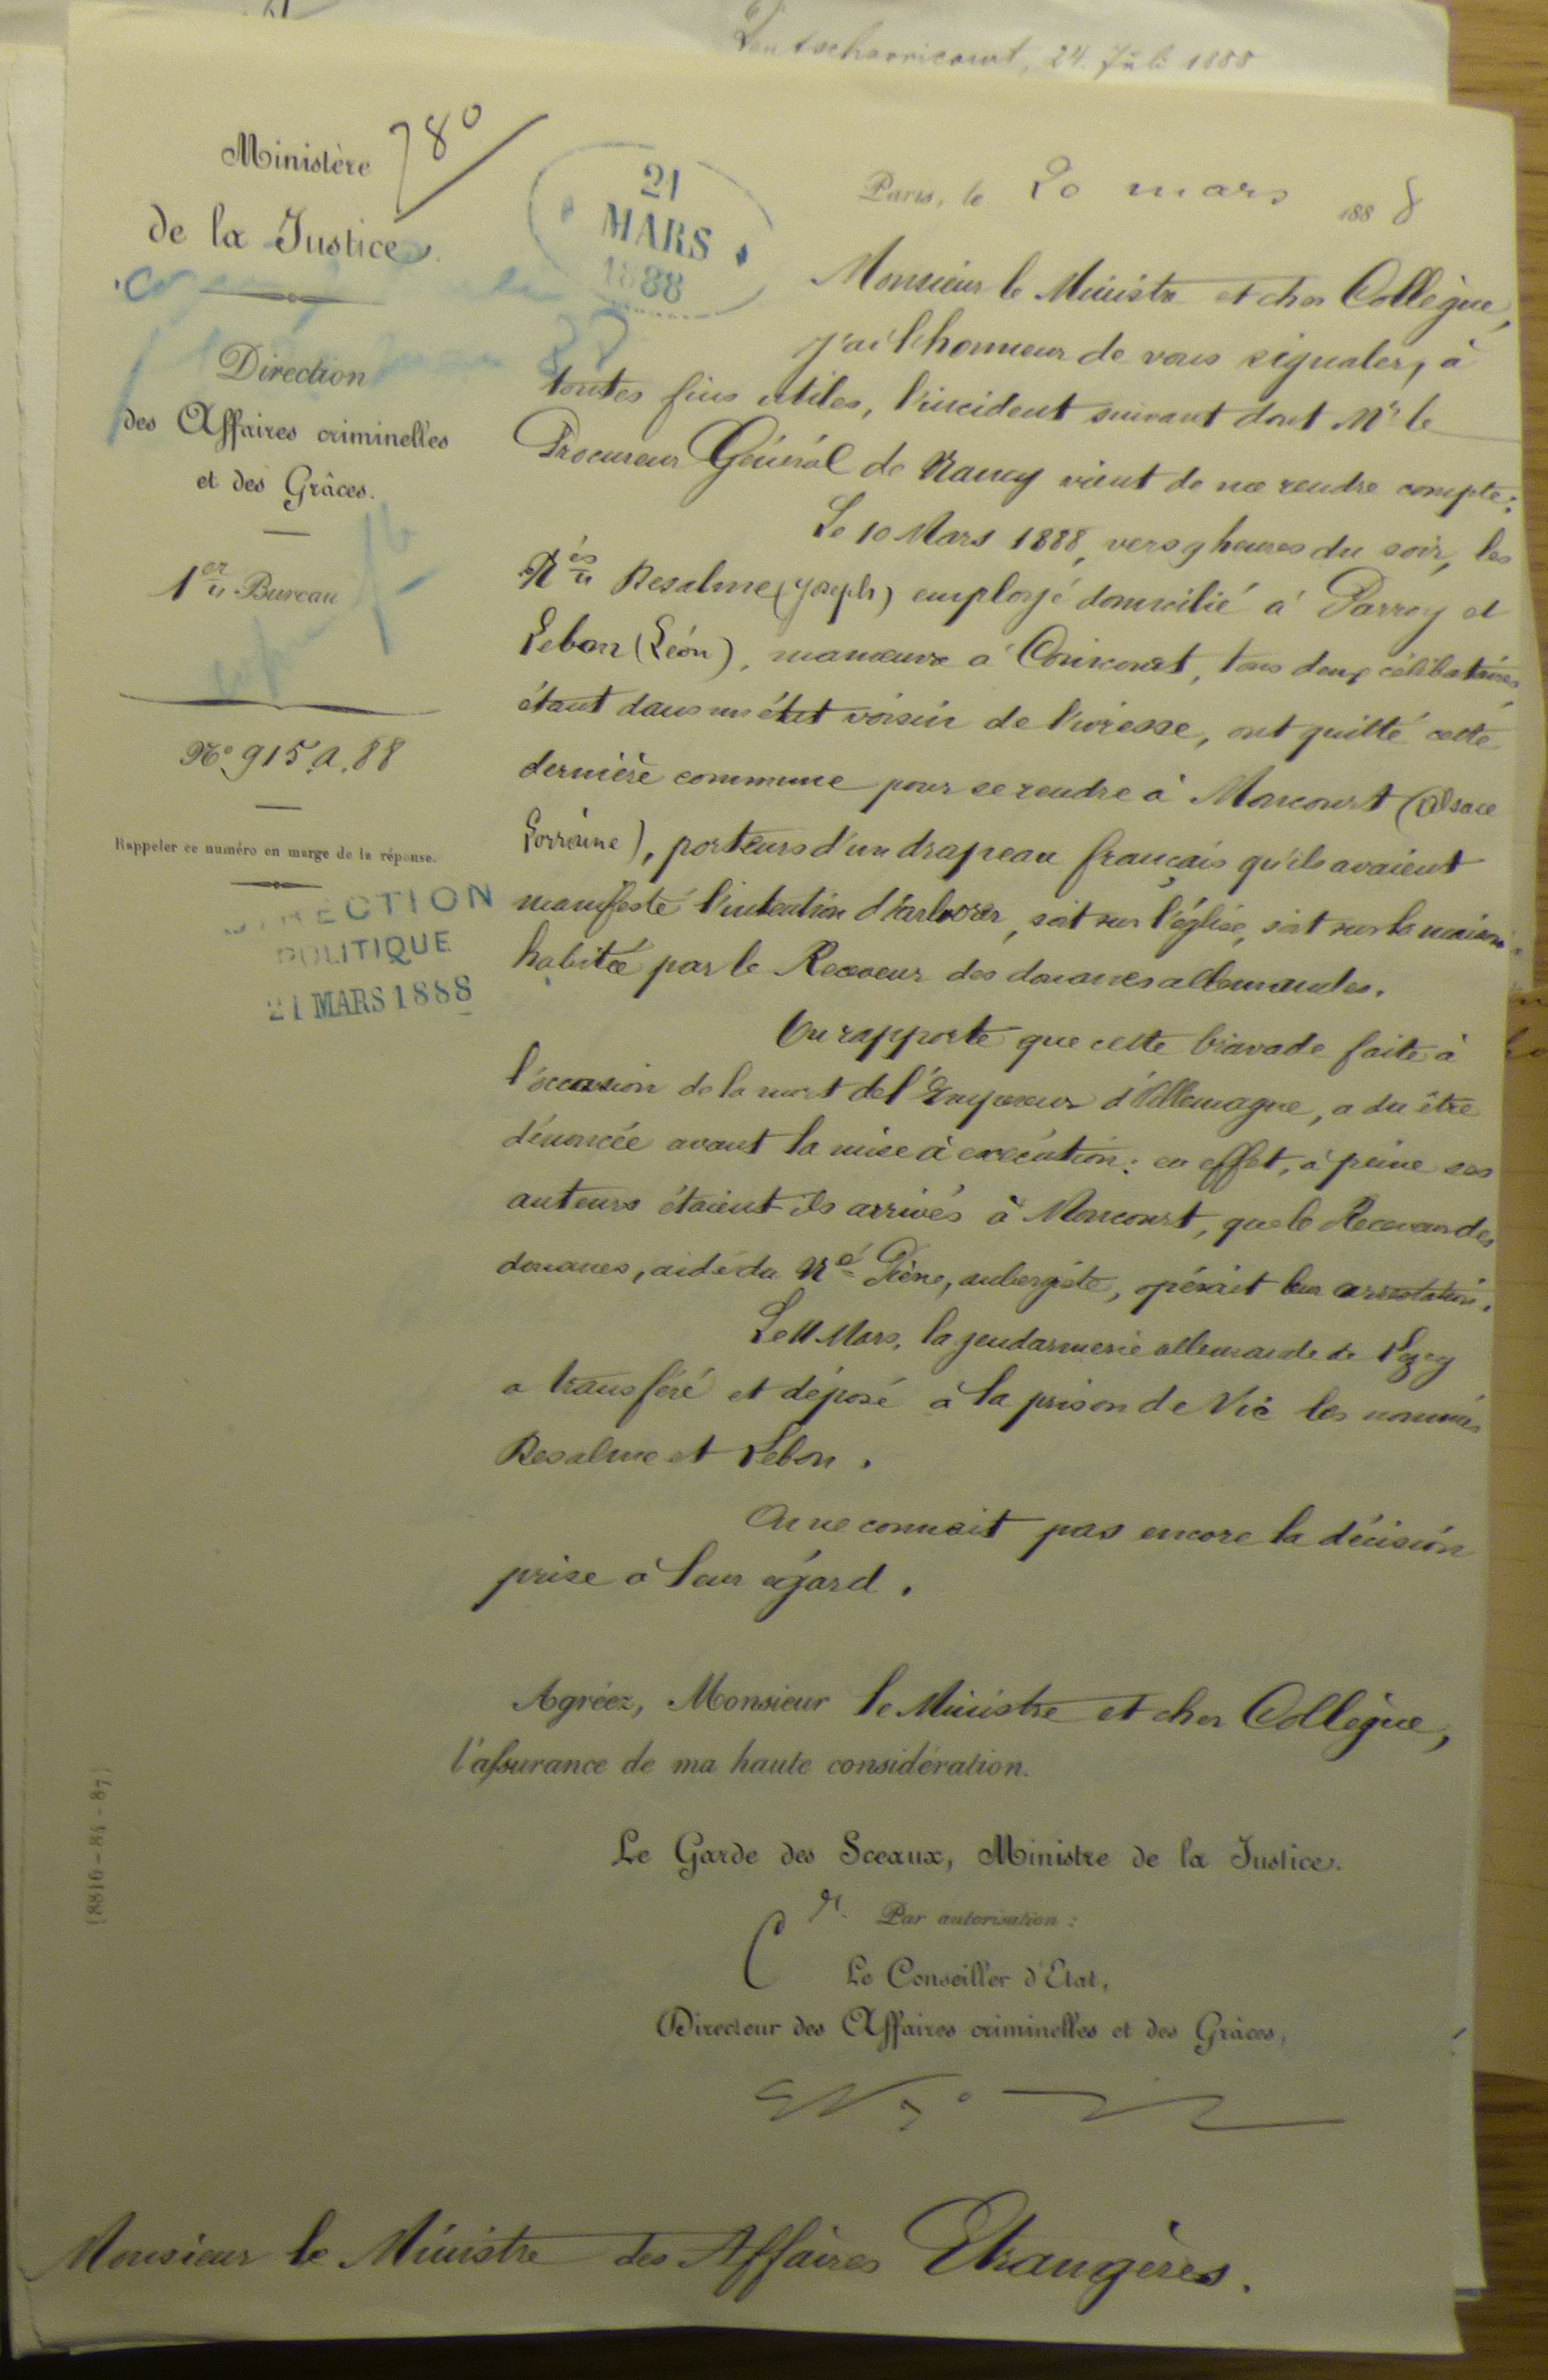 Deutschavricourt, 24. Juli 1888
Ministère
780
de la Justice.
Direction
des Affaires criminelles
et des Grâces.
1er Bureau
No 915. A. 88
Rappeler ce numéro en marge de la réponse.
DIRECTION
POLITIQUE
21 MARS 1888
21
MARS
1888
Paris, le 20 mars 1888
Monsieur le Ministre et cher Collègue,
J'ai l'honneur de vous signaler, à
toutes fins utiles, l'incident suivant dont Mr le
Procureur Général de Nancy vient de me rendre compte:
Le 10 Mars 1888, vers 9 heures du soir, les
Nés Besalme (Joseph) employé domicilié à Parroy et
Lebon (Léon), manœuvre à Coincourt, tous deux célibataires,
étant dans un état voisin de l'ivresse, ont quitté cette
dernière commune pour se rendre à Moncourt (Alsace
Lorraine), porteurs d'un drapeau français qu'ils avaient
manifesté l'intention d'arborer, soit sur l'église, soit sur la maison
habitée par le Receveur des douanes allemandes.
On rapporte que cette bravade faite à
l'occasion de la mort de l'Empereur d'Allemagne, a du être
dénoncée avant la mise à exécution: en effet, à peine ses
auteurs étaient ils arrivés à Moncourt, que le Receveur des
douanes, aidé du Né Piène, aubergiste, opérait leur arrestation.
Le 11 Mars, la gendarmerie allemande de Lezey
a transféré et déposé à la prison de Vic les nommés
Besalme et Lebon.
On ne connait pas encore la décision
prise à leur égard.
Agréez, Monsieur le Ministre et cher Collègue,
l'assurance de ma haute considération.
Le Garde des Sceaux, Ministre de la Justice.
Par autorisation :
Le Conseiller d'Etat,
Directeur des Affaires criminelles et des Grâces,
Monsieur le Ministre des Affaires Etrangères.